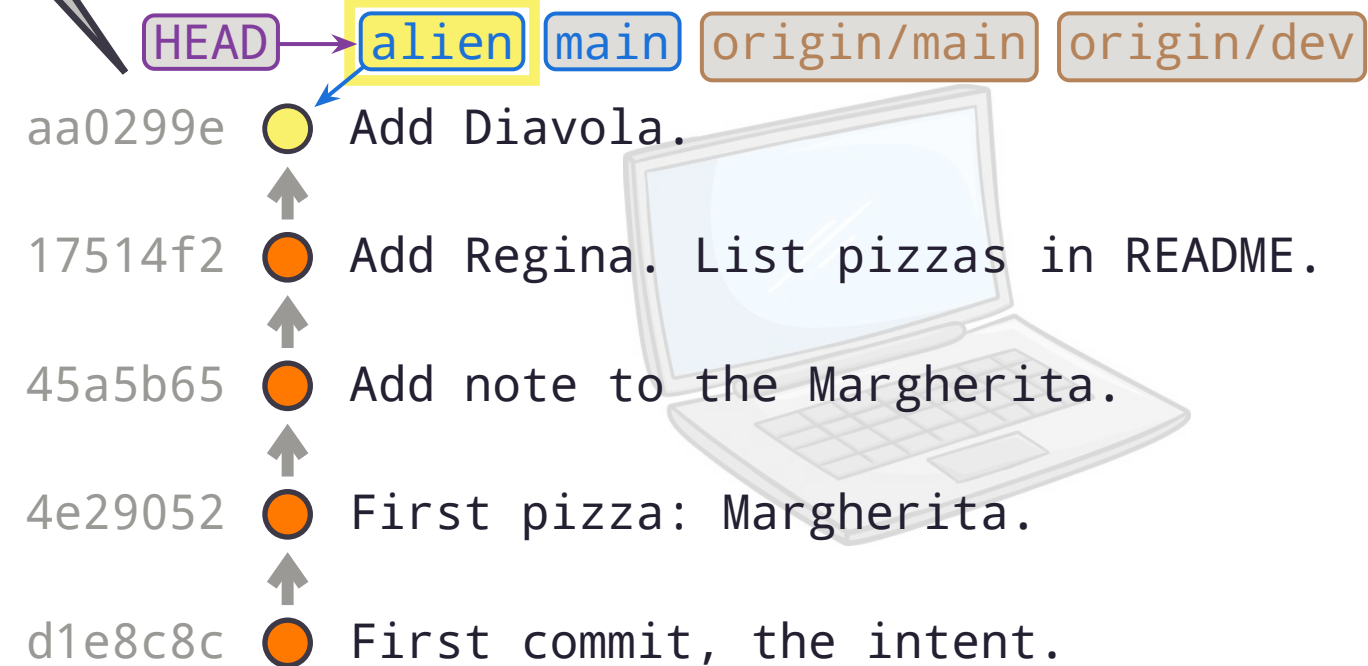 HEAD alien main origin/main origin/dev
aa0299e Add Diavola.
17514f2 Add Regina. List pizzas in README.
45a5b65 Add note to the Margherita.
4e29052 First pizza: Margherita.
d1e8c8c First commit, the intent.